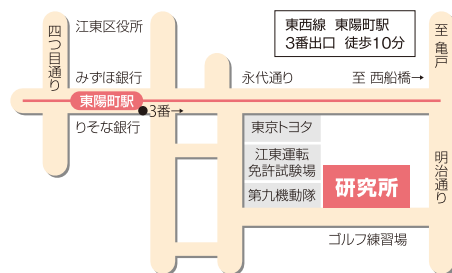 江東区役所
東西線 東陽町駅
3番出口 徒歩10分
四つ目通り
至 亀戸
みずほ銀行
永代通り
至 西船橋→
東陽町駅
3番→
りそな銀行
東京トヨタ
江東運転
免許試験場
第九機動隊
研究所
明治通り
ゴルフ練習場